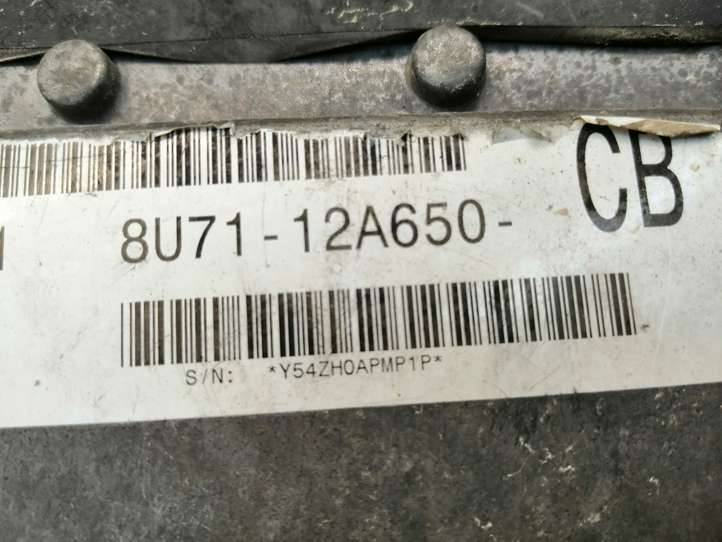 8U71-12A650- CB
S/N: *Y54ZH0APMP1P*